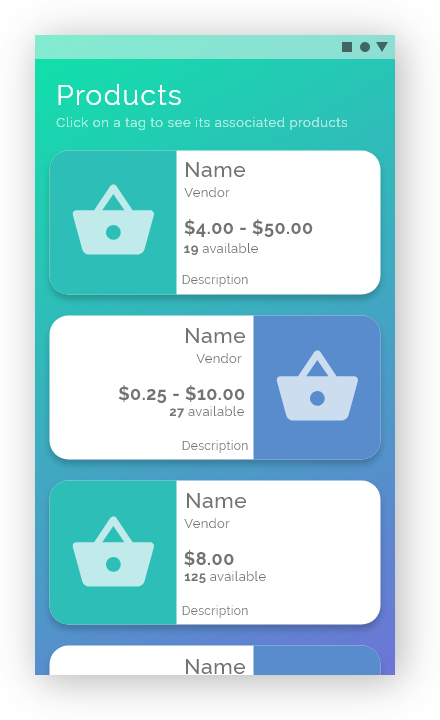 Products
Click on a tag to see its associated products
Name
Vendor
$4.00 - $50.00
19 available
Description
Name
Vendor
$0.25 - $10.00
27 available
Description
Name
Vendor
$8.00
125 available
Description
Name